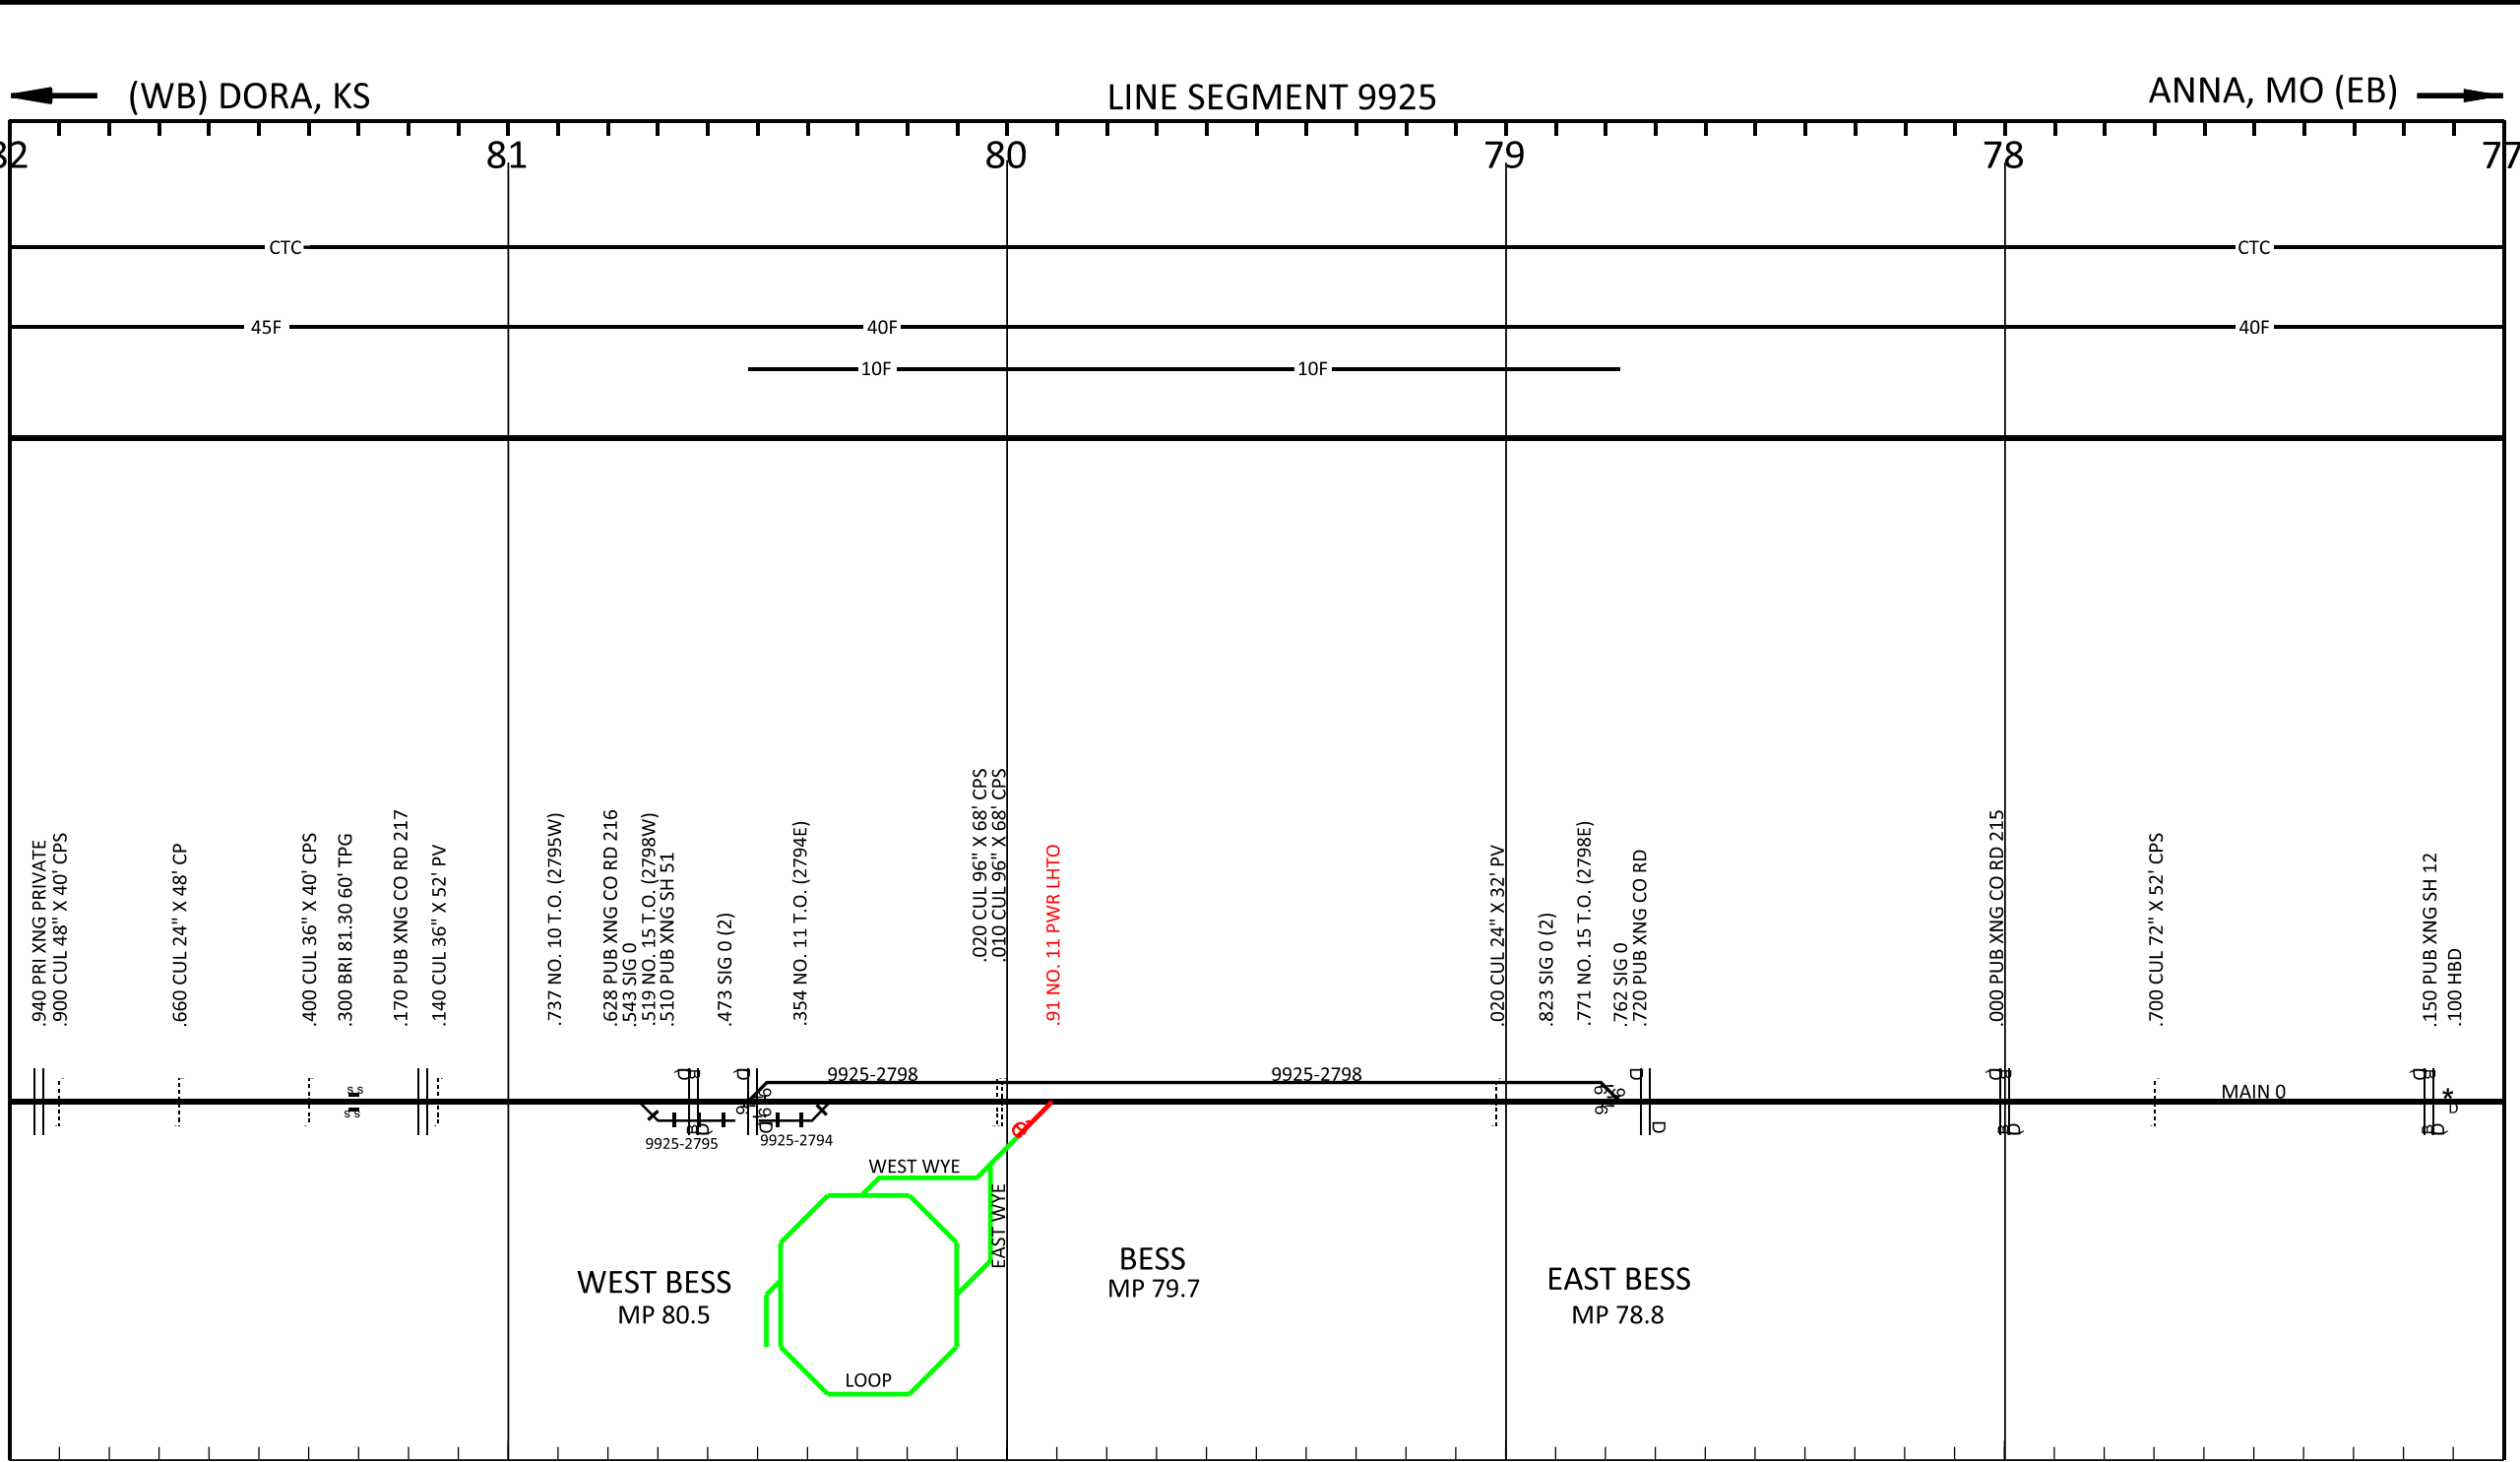 (WB) DORA, KS
LINE SEGMENT 9925
ANNA, MO (EB)
82
81
80
79
78
77
CTC
CTC
45F
40F
40F
10F
10F
.940 PRI XNG PRIVATE
.900 CUL 48" X 40' CPS
.660 CUL 24" X 48' CP
.400 CUL 36" X 40' CPS
.300 BRI 81.30 60' TPG
.170 PUB XNG CO RD 217
.140 CUL 36" X 52' PV
.737 NO. 10 T.O. (2795W)
.628 PUB XNG CO RD 216
.543 SIG 0
.519 NO. 15 T.O. (2798W)
.510 PUB XNG SH 51
.473 SIG 0 (2)
.354 NO. 11 T.O. (2794E)
.020 CUL 96" X 68' CPS
.010 CUL 96" X 68' CPS
.91 NO. 11 PWR LHTO
.020 CUL 24" X 32' PV
.823 SIG 0 (2)
.771 NO. 15 T.O. (2798E)
.762 SIG 0
.720 PUB XNG CO RD
.000 PUB XNG CO RD 215
.700 CUL 72" X 52' CPS
.150 PUB XNG SH 12
.100 HBD
9925-2798
9925-2798
MAIN 0
9925-2795
9925-2794
WEST WYE
EAST WYE
WEST BESS
MP 80.5
BESS
MP 79.7
EAST BESS
MP 78.8
LOOP